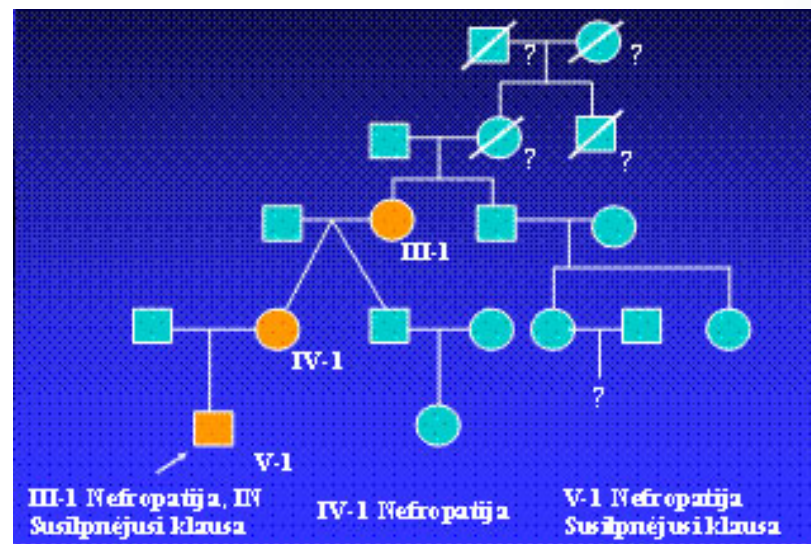 ?
?
?
?
III-1
IV-1
?
V-1
III-1 Nefropatija, IN
Susilpnėjusi klausa
IV-1 Nefropatija
V-1 Nefropatija
Susilpnėjusi klausa